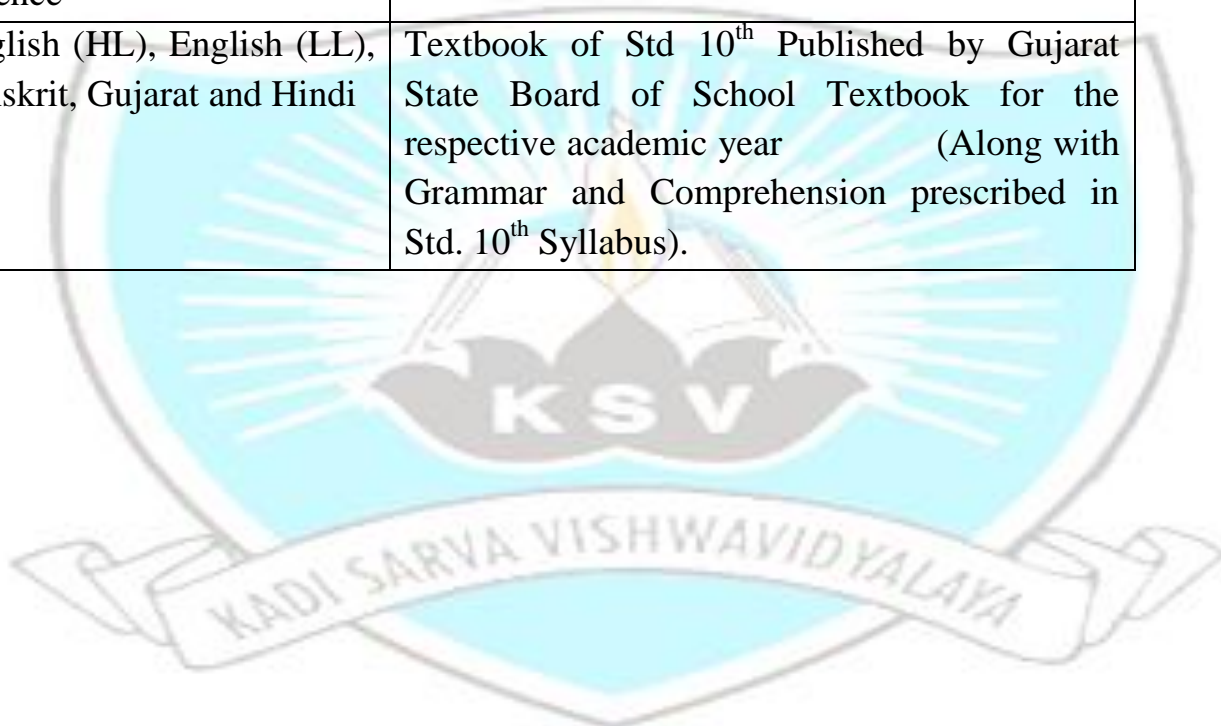 ence
glish (HL), English (LL),
nskrit, Gujarat and Hindi
Textbook of Std 10th Published by Gujarat
State Board of School Textbook for the
respective academic year (Along with
Grammar and Comprehension prescribed in
Std. 10th Syllabus).
KSV
KADI SARVA VISHWAVIDYALAYA